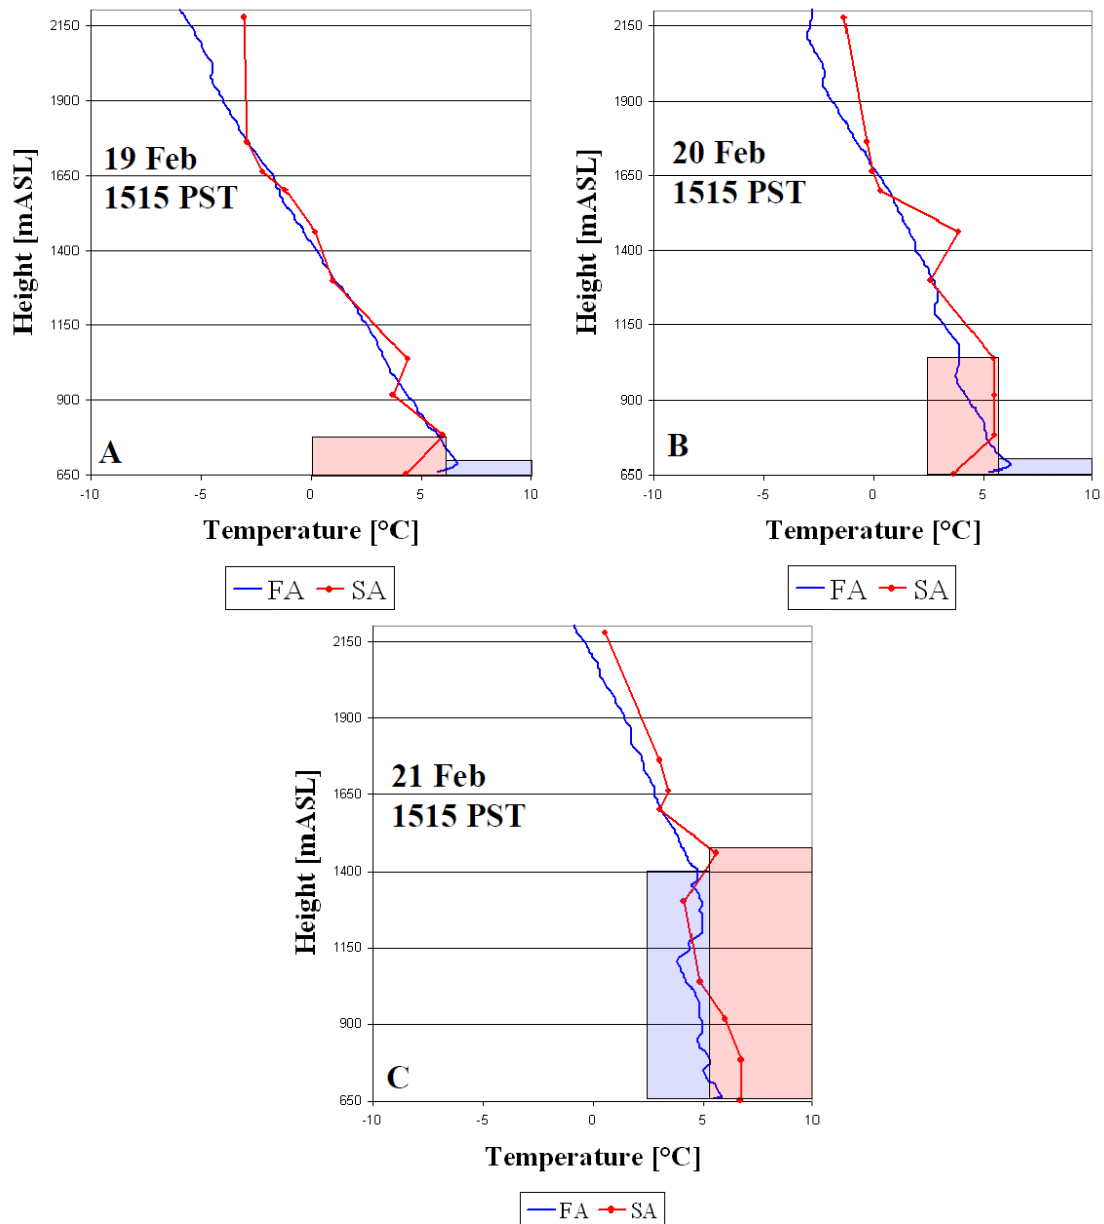 2150
1900
1650
1400
1150
900
650
Height [mASL]
19 Feb
1515 PST
A
-10 -5 0 5 10
Temperature [°C]
FA SA
2150
1900
1650
1400
1150
900
650
Height [mASL]
20 Feb
1515 PST
B
-10 -5 0 5 10
Temperature [°C]
FA SA
2150
1900
1650
1400
1150
900
650
Height [mASL]
21 Feb
1515 PST
C
-10 -5 0 5 10
Temperature [°C]
FA SA